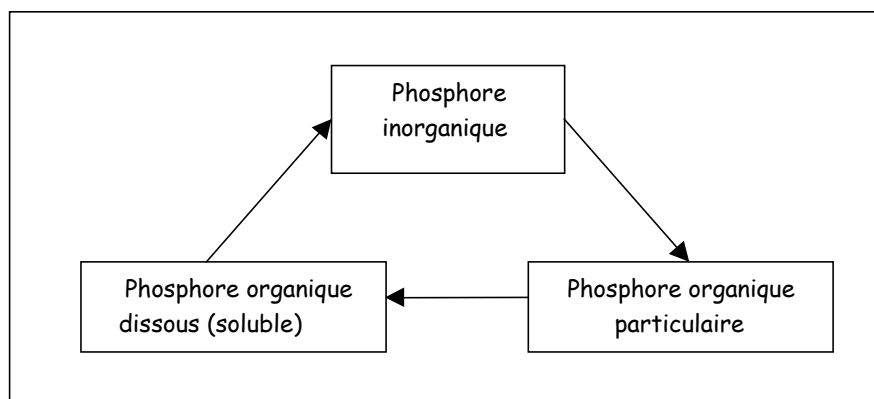 Phosphore
inorganique
Phosphore organique
dissous (soluble)
Phosphore organique
particulaire